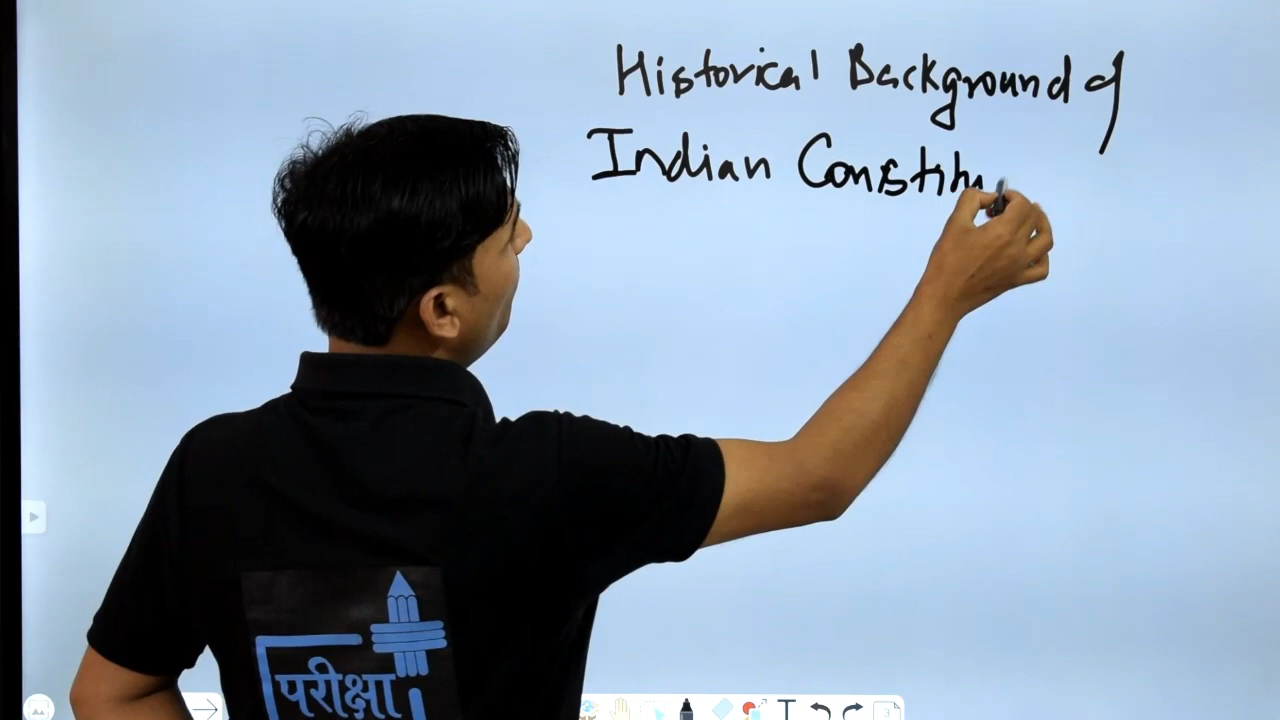 Historical Background of
Indian Constitu
परीक्षा